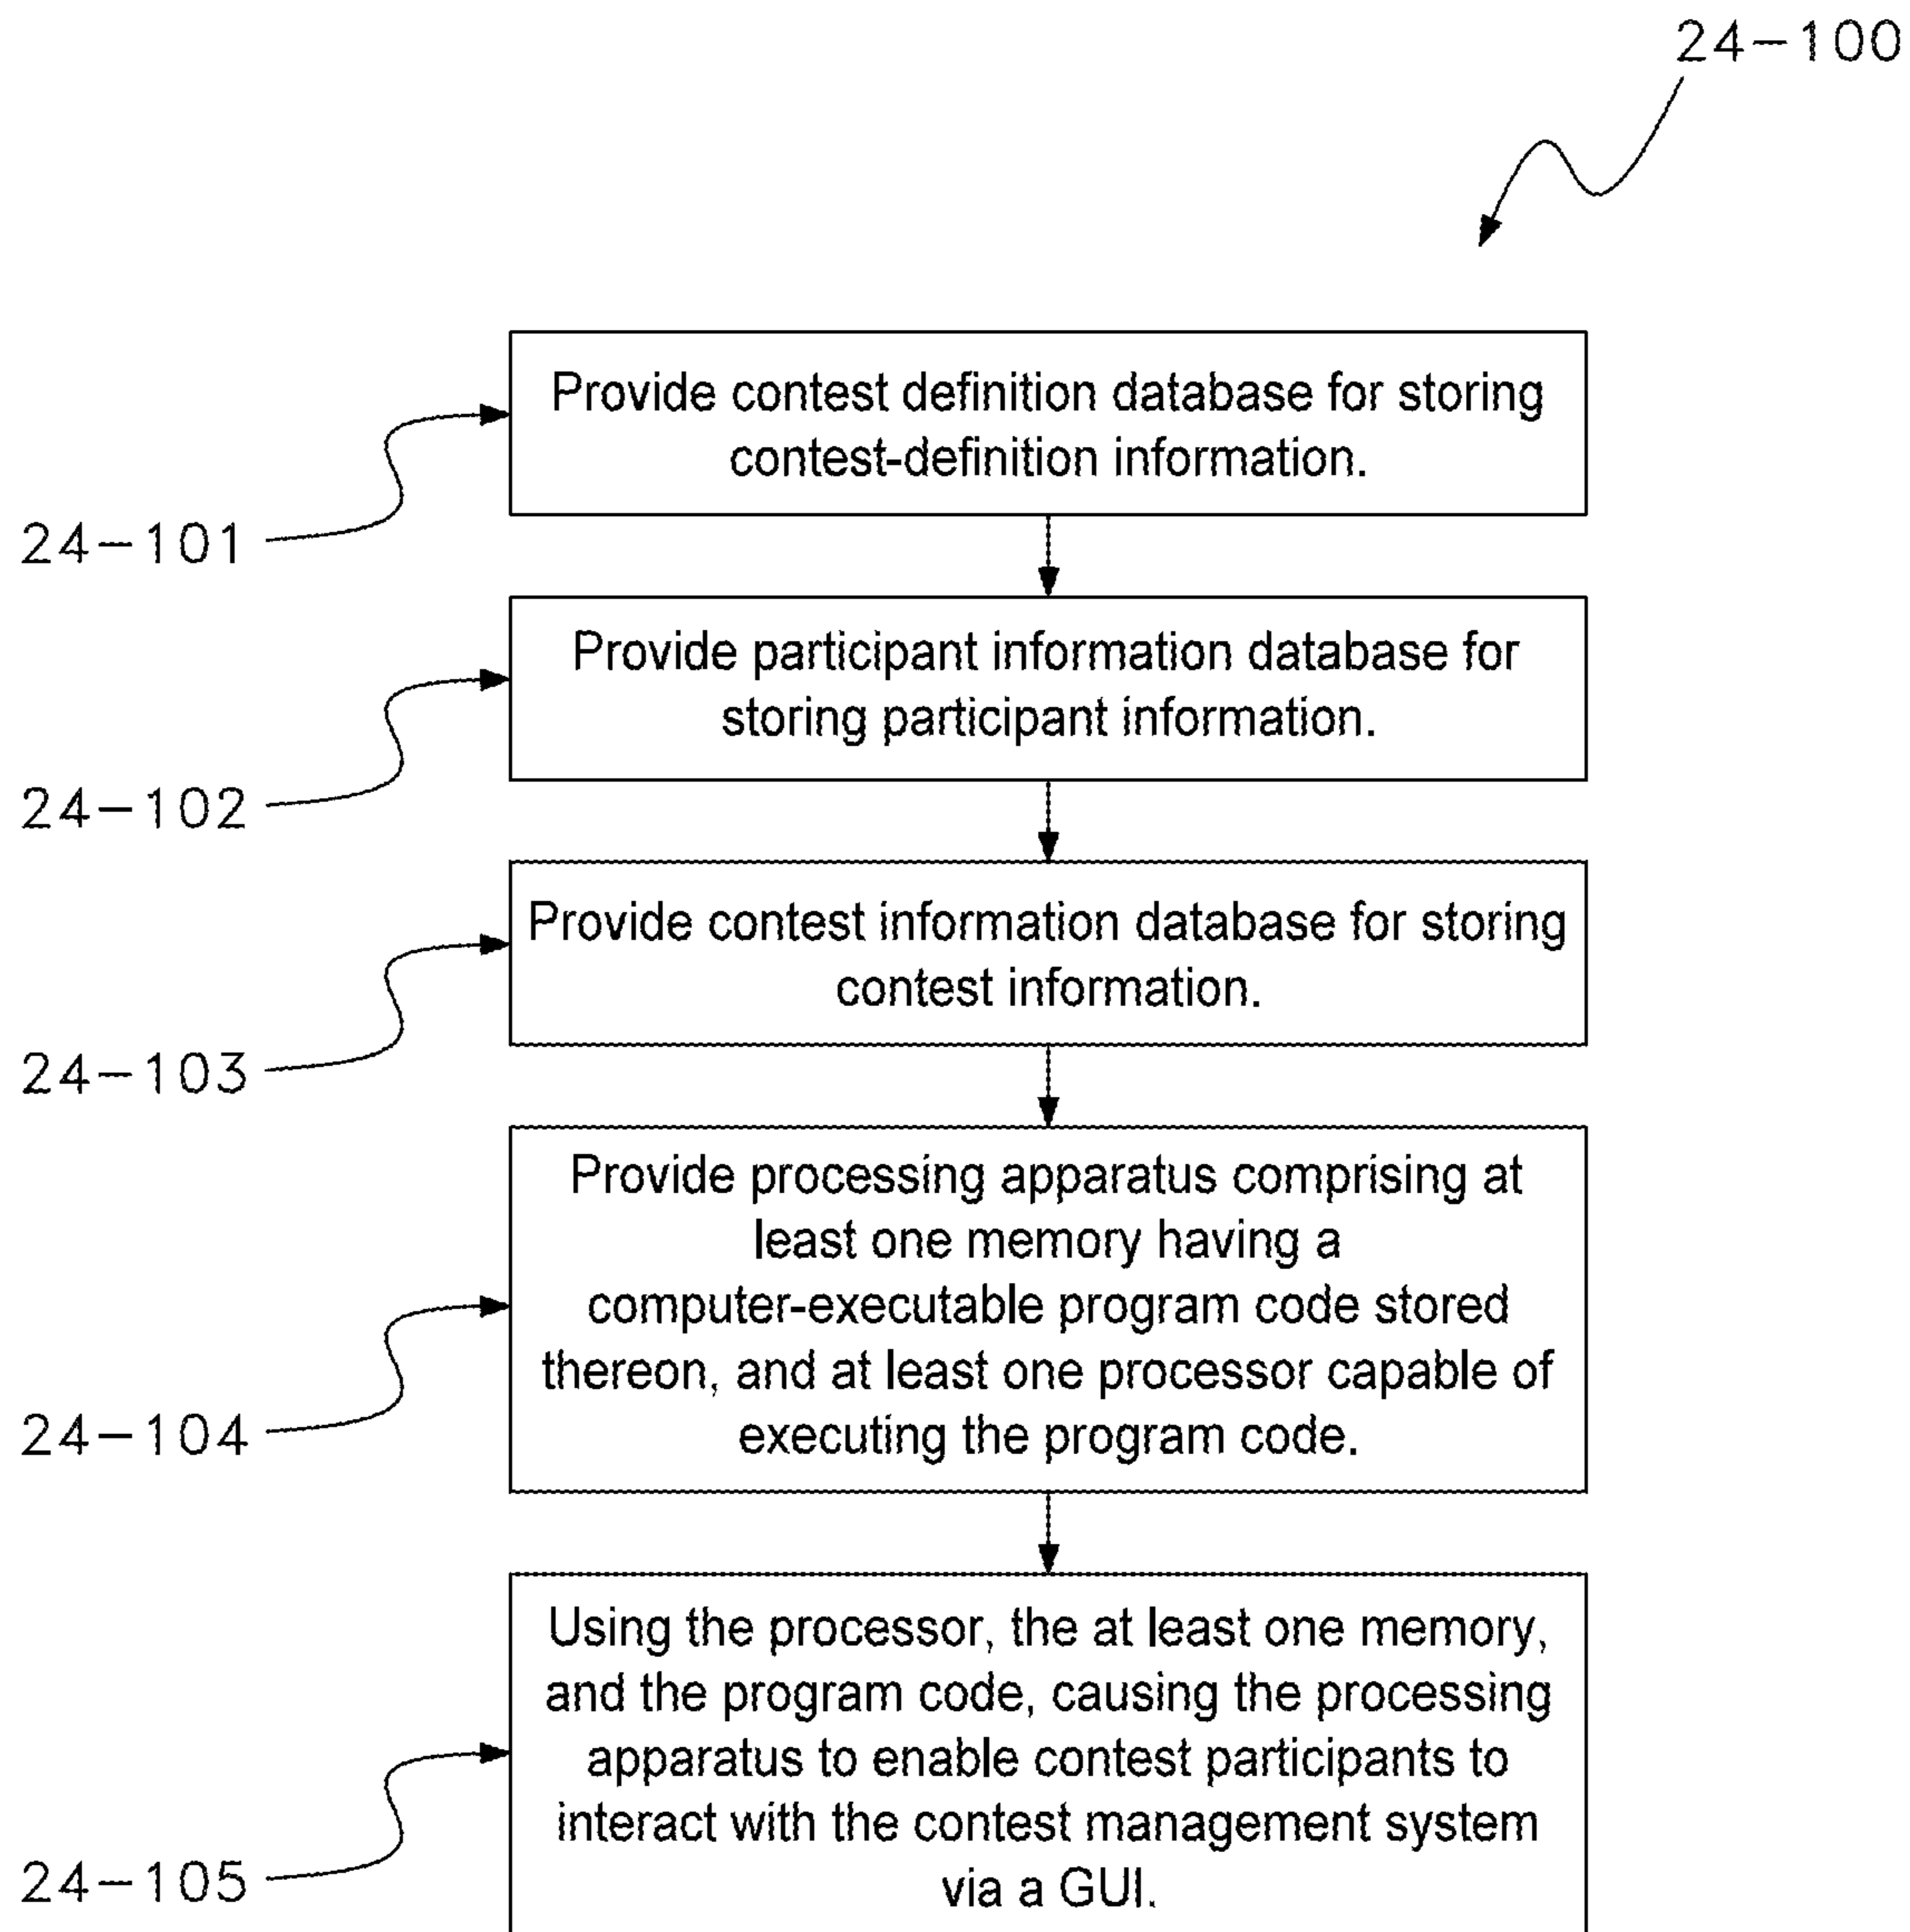 24-100
Provide contest definition database for storing
contest-definition information.
24-101
Provide participant information database for
storing participant information.
24-102
Provide contest information database for storing
contest information.
24-103
Provide processing apparatus comprising at
least one memory having a
computer-executable program code stored
thereon, and at least one processor capable of
executing the program code.
24-104
Using the processor, the at least one memory,
and the program code, causing the processing
apparatus to enable contest participants to
interact with the contest management system
via a GUI.
24-105